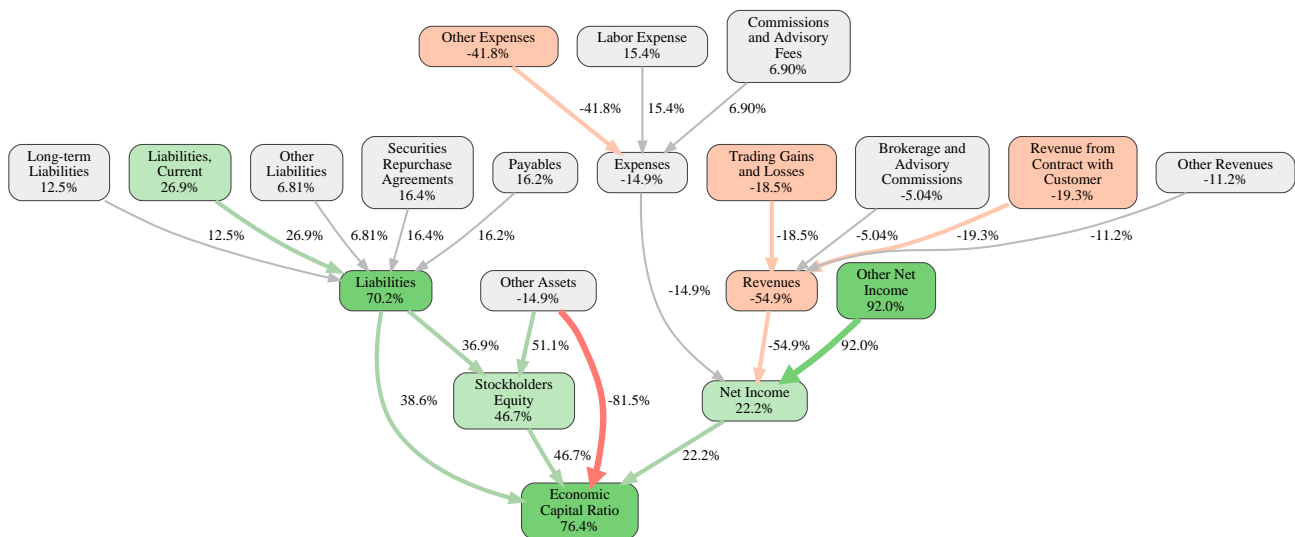 Other Expenses
-41.8%
Labor Expense
15.4%
Commissions
and Advisory
Fees
6.90%
-41.8%
15.4%
6.90%
Long-term
Liabilities
12.5%
Liabilities,
Current
26.9%
Other
Liabilities
6.81%
Securities
Repurchase
Agreements
16.4%
Payables
16.2%
Expenses
-14.9%
Trading Gains
and Losses
-18.5%
Brokerage and
Advisory
Commissions
-5.04%
Revenue from
Contract with
Customer
-19.3%
Other Revenues
-11.2%
12.5%
26.9%
6.81%
16.4%
16.2%
-18.5%
-5.04%
-19.3%
-11.2%
Liabilities
70.2%
Other Assets
-14.9%
-14.9%
Revenues
-54.9%
Other Net
Income
92.0%
36.9%
51.1%
-54.9%
92.0%
Stockholders
Equity
46.7%
Net Income
22.2%
38.6%
-81.5%
46.7%
22.2%
Economic
Capital Ratio
76.4%